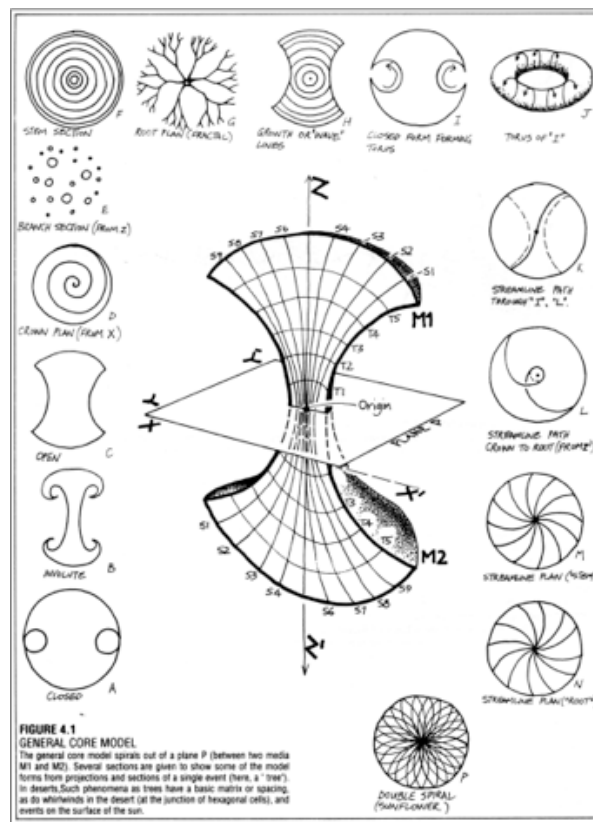 F
STEM SECTION
G
ROOT PLAN (FRACTAL)
H
GROWTH OR "WAVE"
LINES
I
CLOSED FORM, FORMING
TORUS
J
TORUS OF "I"
E
BRANCH SECTION (FROM Z)
D
CROWN PLAN (FROM X)
C
OPEN
B
ANVLUTE
A
CLOSED
K
STREAMLINE PATH
THROUGH "I", "L".
L
STREAMLINE PATH
CROWN TO ROOT (FROM Z)
M
STREAMLINE PLAN ("STEM
N
STREAMLINE PLAN ("ROOT"
P
DOUBLE SPIRAL
(SUNFLOWER)
Z
S9 S8 S7 S6 S4 S3 S2 S1
M1
T5
T4
T3
T2
T1
Y
X
Origin
PLANE P
X'
T3
T4
T5
M2
S1 S2 S3 S4 S6 S7 S8 S9
Z'
FIGURE 4.1
GENERAL CORE MODEL
The general core model spirals out of a plane P (between two media
M1 and M2). Several sections are given to show some of the model
forms from projections and sections of a single event (here, a ' tree').
In deserts,Such phenomena as trees have a basic matrix or spacing,
as do whirlwinds in the desert (at the junction of hexagonal cells), and
events on the surface of the sun.